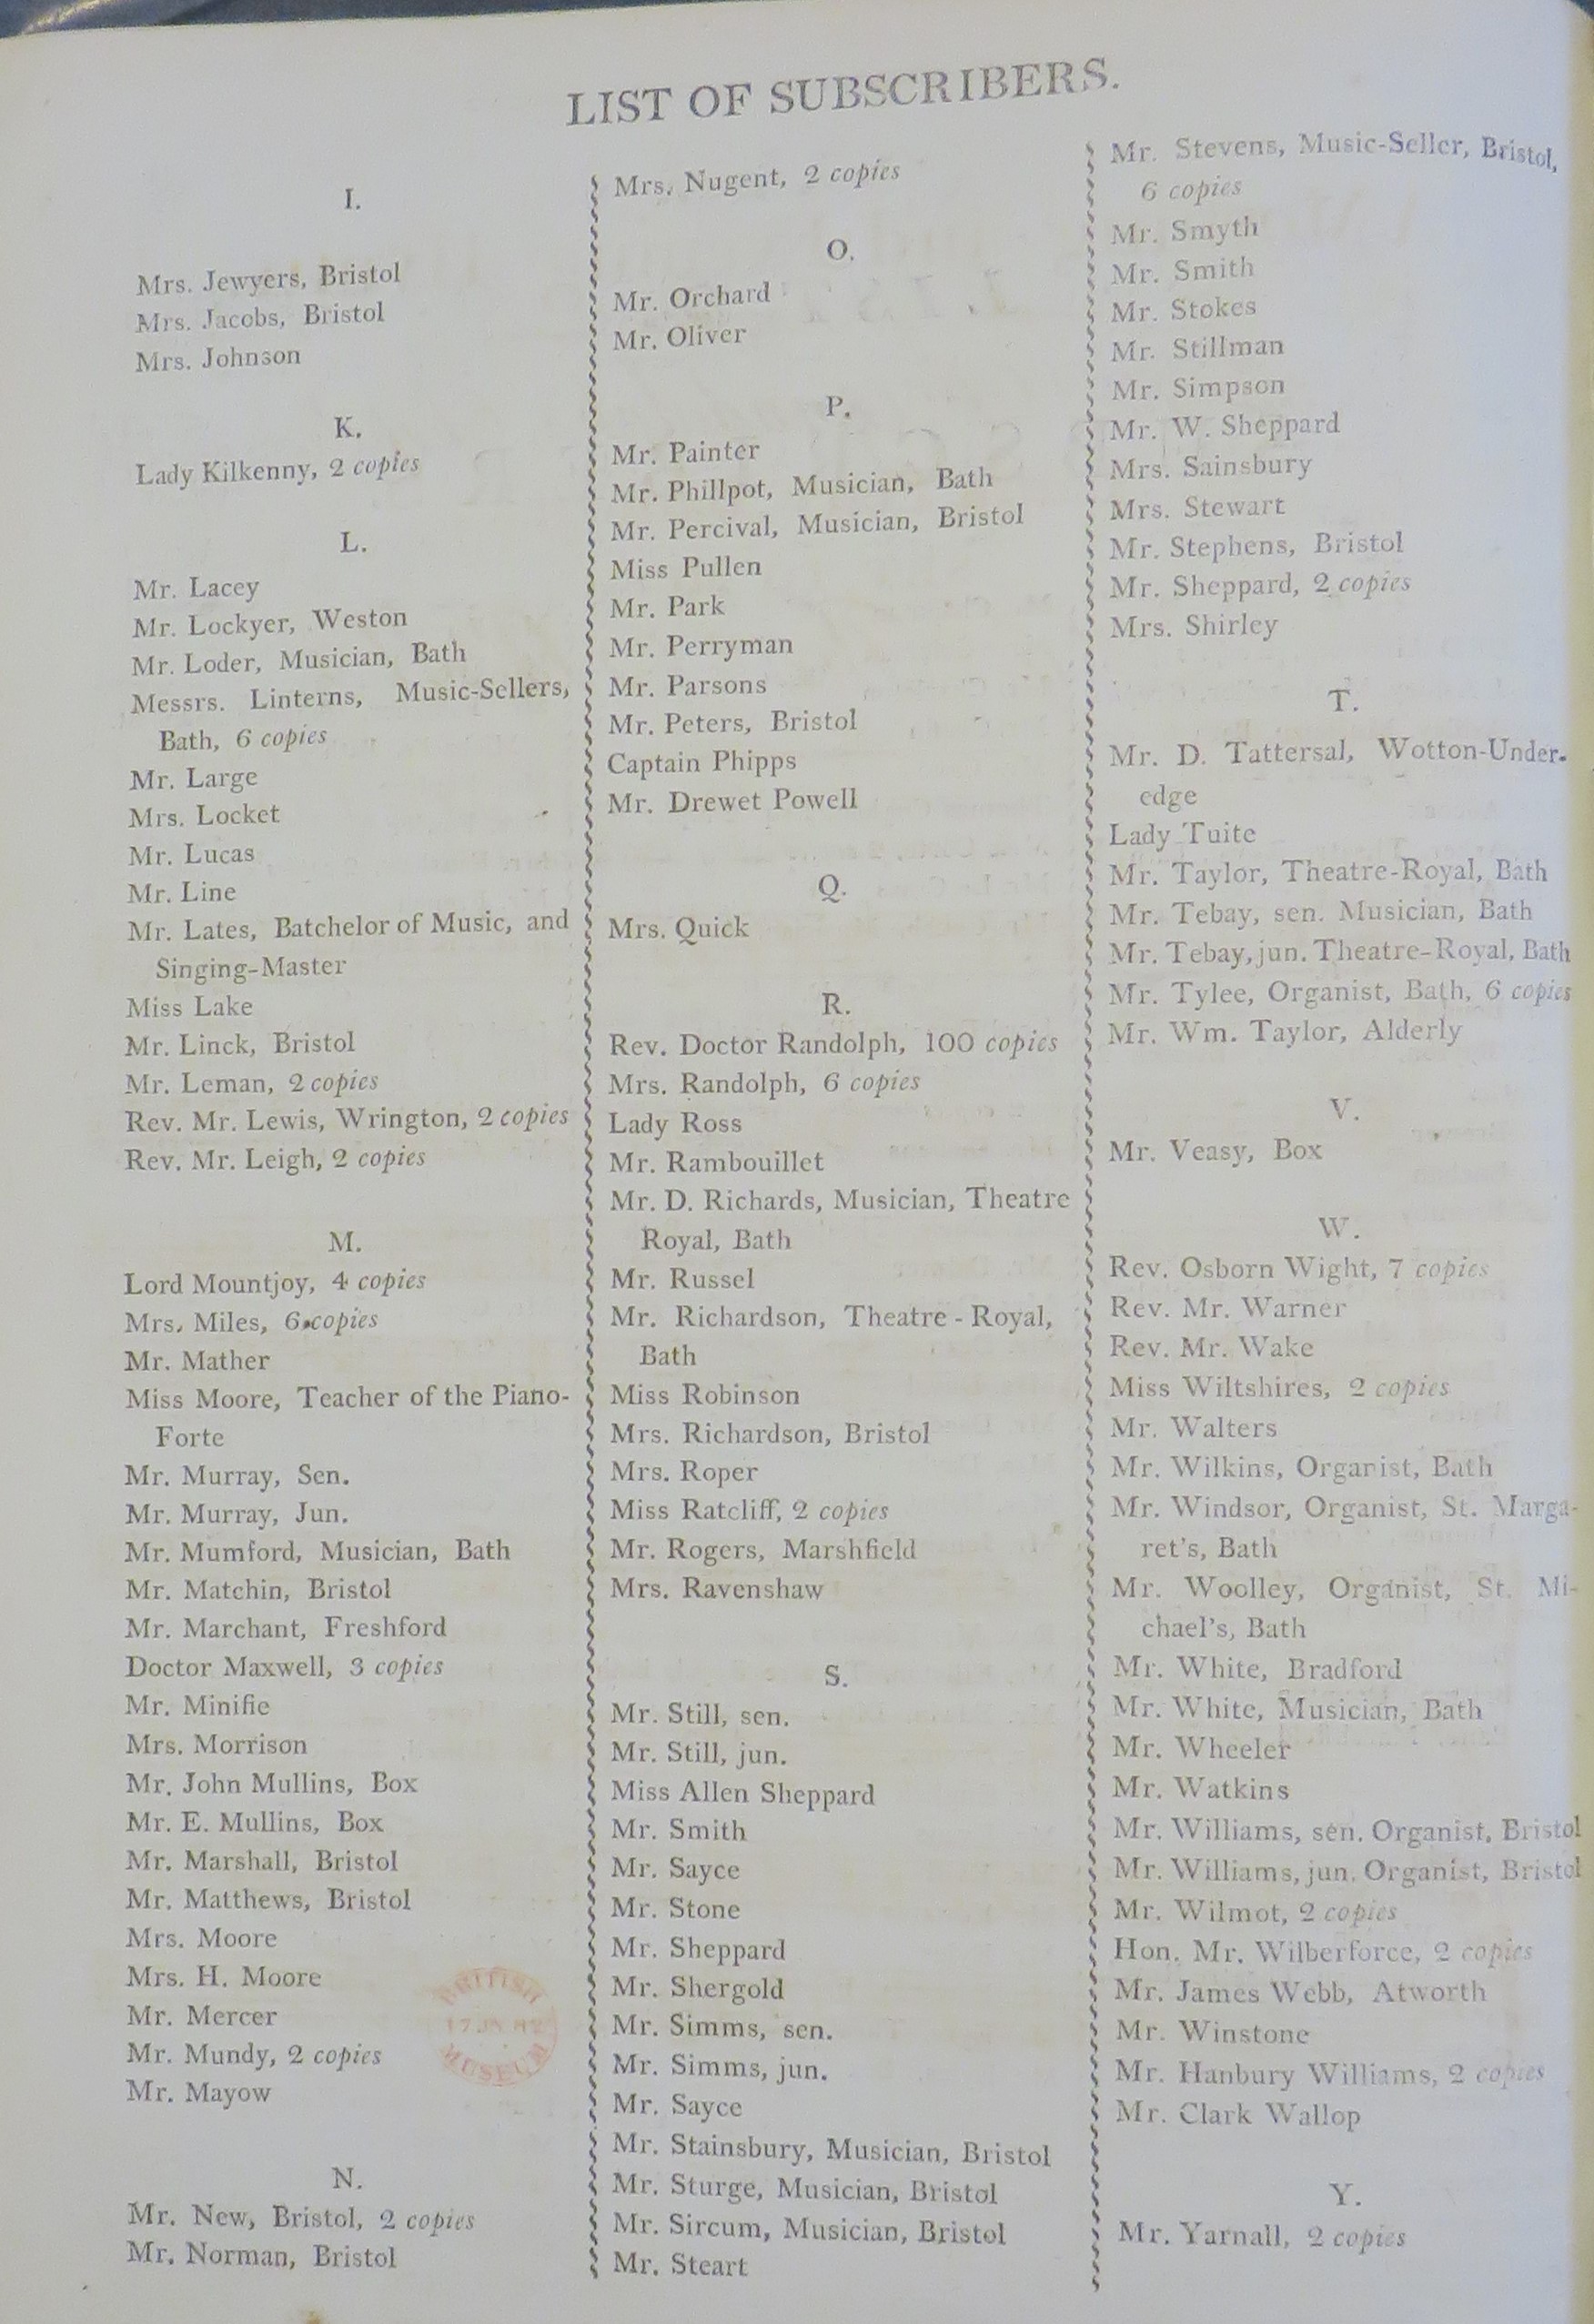 LIST OF SUBSCRIBERS.
I.
Mrs. Jewyers, Bristol
Mrs. Jacobs, Bristol
Mrs. Johnson
K.
Lady Kilkenny, 2 copies
L.
Mr. Lacey
Mr. Lockyer, Weston
Mr. Loder, Musician, Bath
Messrs. Linterns, Music-Sellers,
Bath, 6 copies
Mr. Large
Mrs. Locket
Mr. Lucas
Mr. Line
Mr. Lates, Batchelor of Music, and
Singing-Master
Miss Lake
Mr. Linck, Bristol
Mr. Leman, 2 copies
Rev. Mr. Lewis, Wrington, 2 copies
Rev. Mr. Leigh, 2 copies
M.
Lord Mountjoy, 4 copies
Mrs. Miles, 6 copies
Mr. Mather
Miss Moore, Teacher of the Piano-
Forte
Mr. Murray, Sen.
Mr. Murray, Jun.
Mr. Mumford, Musician, Bath
Mr. Matchin, Bristol
Mr. Marchant, Freshford
Doctor Maxwell, 3 copies
Mr. Minifie
Mrs. Morrison
Mr. John Mullins, Box
Mr. E. Mullins, Box
Mr. Marshall, Bristol
Mr. Matthews, Bristol
Mrs. Moore
Mrs. H. Moore
Mr. Mercer
Mr. Mundy, 2 copies
Mr. Mayow
BRITISH
MUSEUM
N.
Mr. New, Bristol, 2 copies
Mr. Norman, Bristol
Mrs. Nugent, 2 copies
O.
Mr. Orchard
Mr. Oliver
P.
Mr. Painter
Mr. Phillpot, Musician, Bath
Mr. Percival, Musician, Bristol
Miss Pullen
Mr. Park
Mr. Perryman
Mr. Parsons
Mr. Peters, Bristol
Captain Phipps
Mr. Drewet Powell
Q.
Mrs. Quick
R.
Rev. Doctor Randolph, 100 copies
Mrs. Randolph, 6 copies
Lady Ross
Mr. Rambouillet
Mr. D. Richards, Musician, Theatre
Royal, Bath
Mr. Russel
Mr. Richardson, Theatre-Royal,
Bath
Miss Robinson
Mrs. Richardson, Bristol
Mrs. Roper
Miss Ratcliff, 2 copies
Mr. Rogers, Marshfield
Mrs. Ravenshaw
S.
Mr. Still, sen.
Mr. Still, jun.
Miss Allen Sheppard
Mr. Smith
Mr. Sayce
Mr. Stone
Mr. Sheppard
Mr. Shergold
Mr. Simms, sen.
Mr. Simms, jun.
Mr. Sayce
Mr. Stainsbury, Musician, Bristol
Mr. Sturge, Musician, Bristol
Mr. Sircum, Musician, Bristol
Mr. Steart
Mr. Stevens, Music-Seller, Bristol,
6 copies
Mr. Smyth
Mr. Smith
Mr. Stokes
Mr. Stillman
Mr. Simpson
Mr. W. Sheppard
Mrs. Sainsbury
Mrs. Stewart
Mr. Stephens, Bristol
Mr. Sheppard, 2 copies
Mrs. Shirley
T.
Mr. D. Tattersal, Wotton-Under-
edge
Lady Tuite
Mr. Taylor, Theatre-Royal, Bath
Mr. Tebay, sen. Musician, Bath
Mr. Tebay, jun. Theatre-Royal, Bath
Mr. Tylee, Organist, Bath, 6 copies
Mr. Wm. Taylor, Alderly
V.
Mr. Veasy, Box
W.
Rev. Osborn Wight, 7 copies
Rev. Mr. Warner
Rev. Mr. Wake
Miss Wiltshires, 2 copies
Mr. Walters
Mr. Wilkins, Organist, Bath
Mr. Windsor, Organist, St. Marga-
ret's, Bath
Mr. Woolley, Organist, St. Mi-
chael's, Bath
Mr. White, Bradford
Mr. White, Musician, Bath
Mr. Wheeler
Mr. Watkins
Mr. Williams, sen. Organist, Bristol
Mr. Williams, jun. Organist, Bristol
Mr. Wilmot, 2 copies
Hon. Mr. Wilberforce, 2 copies
Mr. James Webb, Atworth
Mr. Winstone
Mr. Hanbury Williams, 2 copies
Mr. Clark Wallop
Y.
Mr. Yarnall, 2 copies